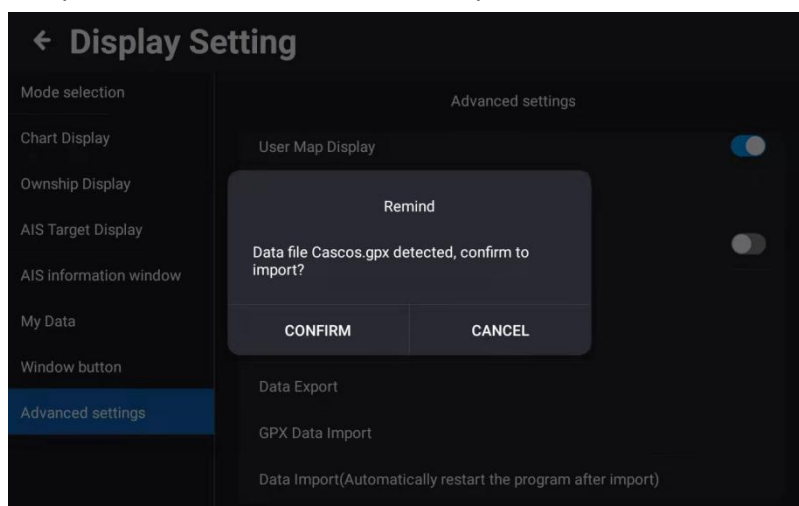 Display Setting
Mode selection
Chart Display
Ownship Display
AIS Target Display
AIS information window
My Data
Window button
Advanced settings
Advanced settings
User Map Display
Remind
Data file Cascos.gpx detected, confirm to
import?
CONFIRM
CANCEL
Data Export
GPX Data Import
Data Import(Automatically restart the program after import)